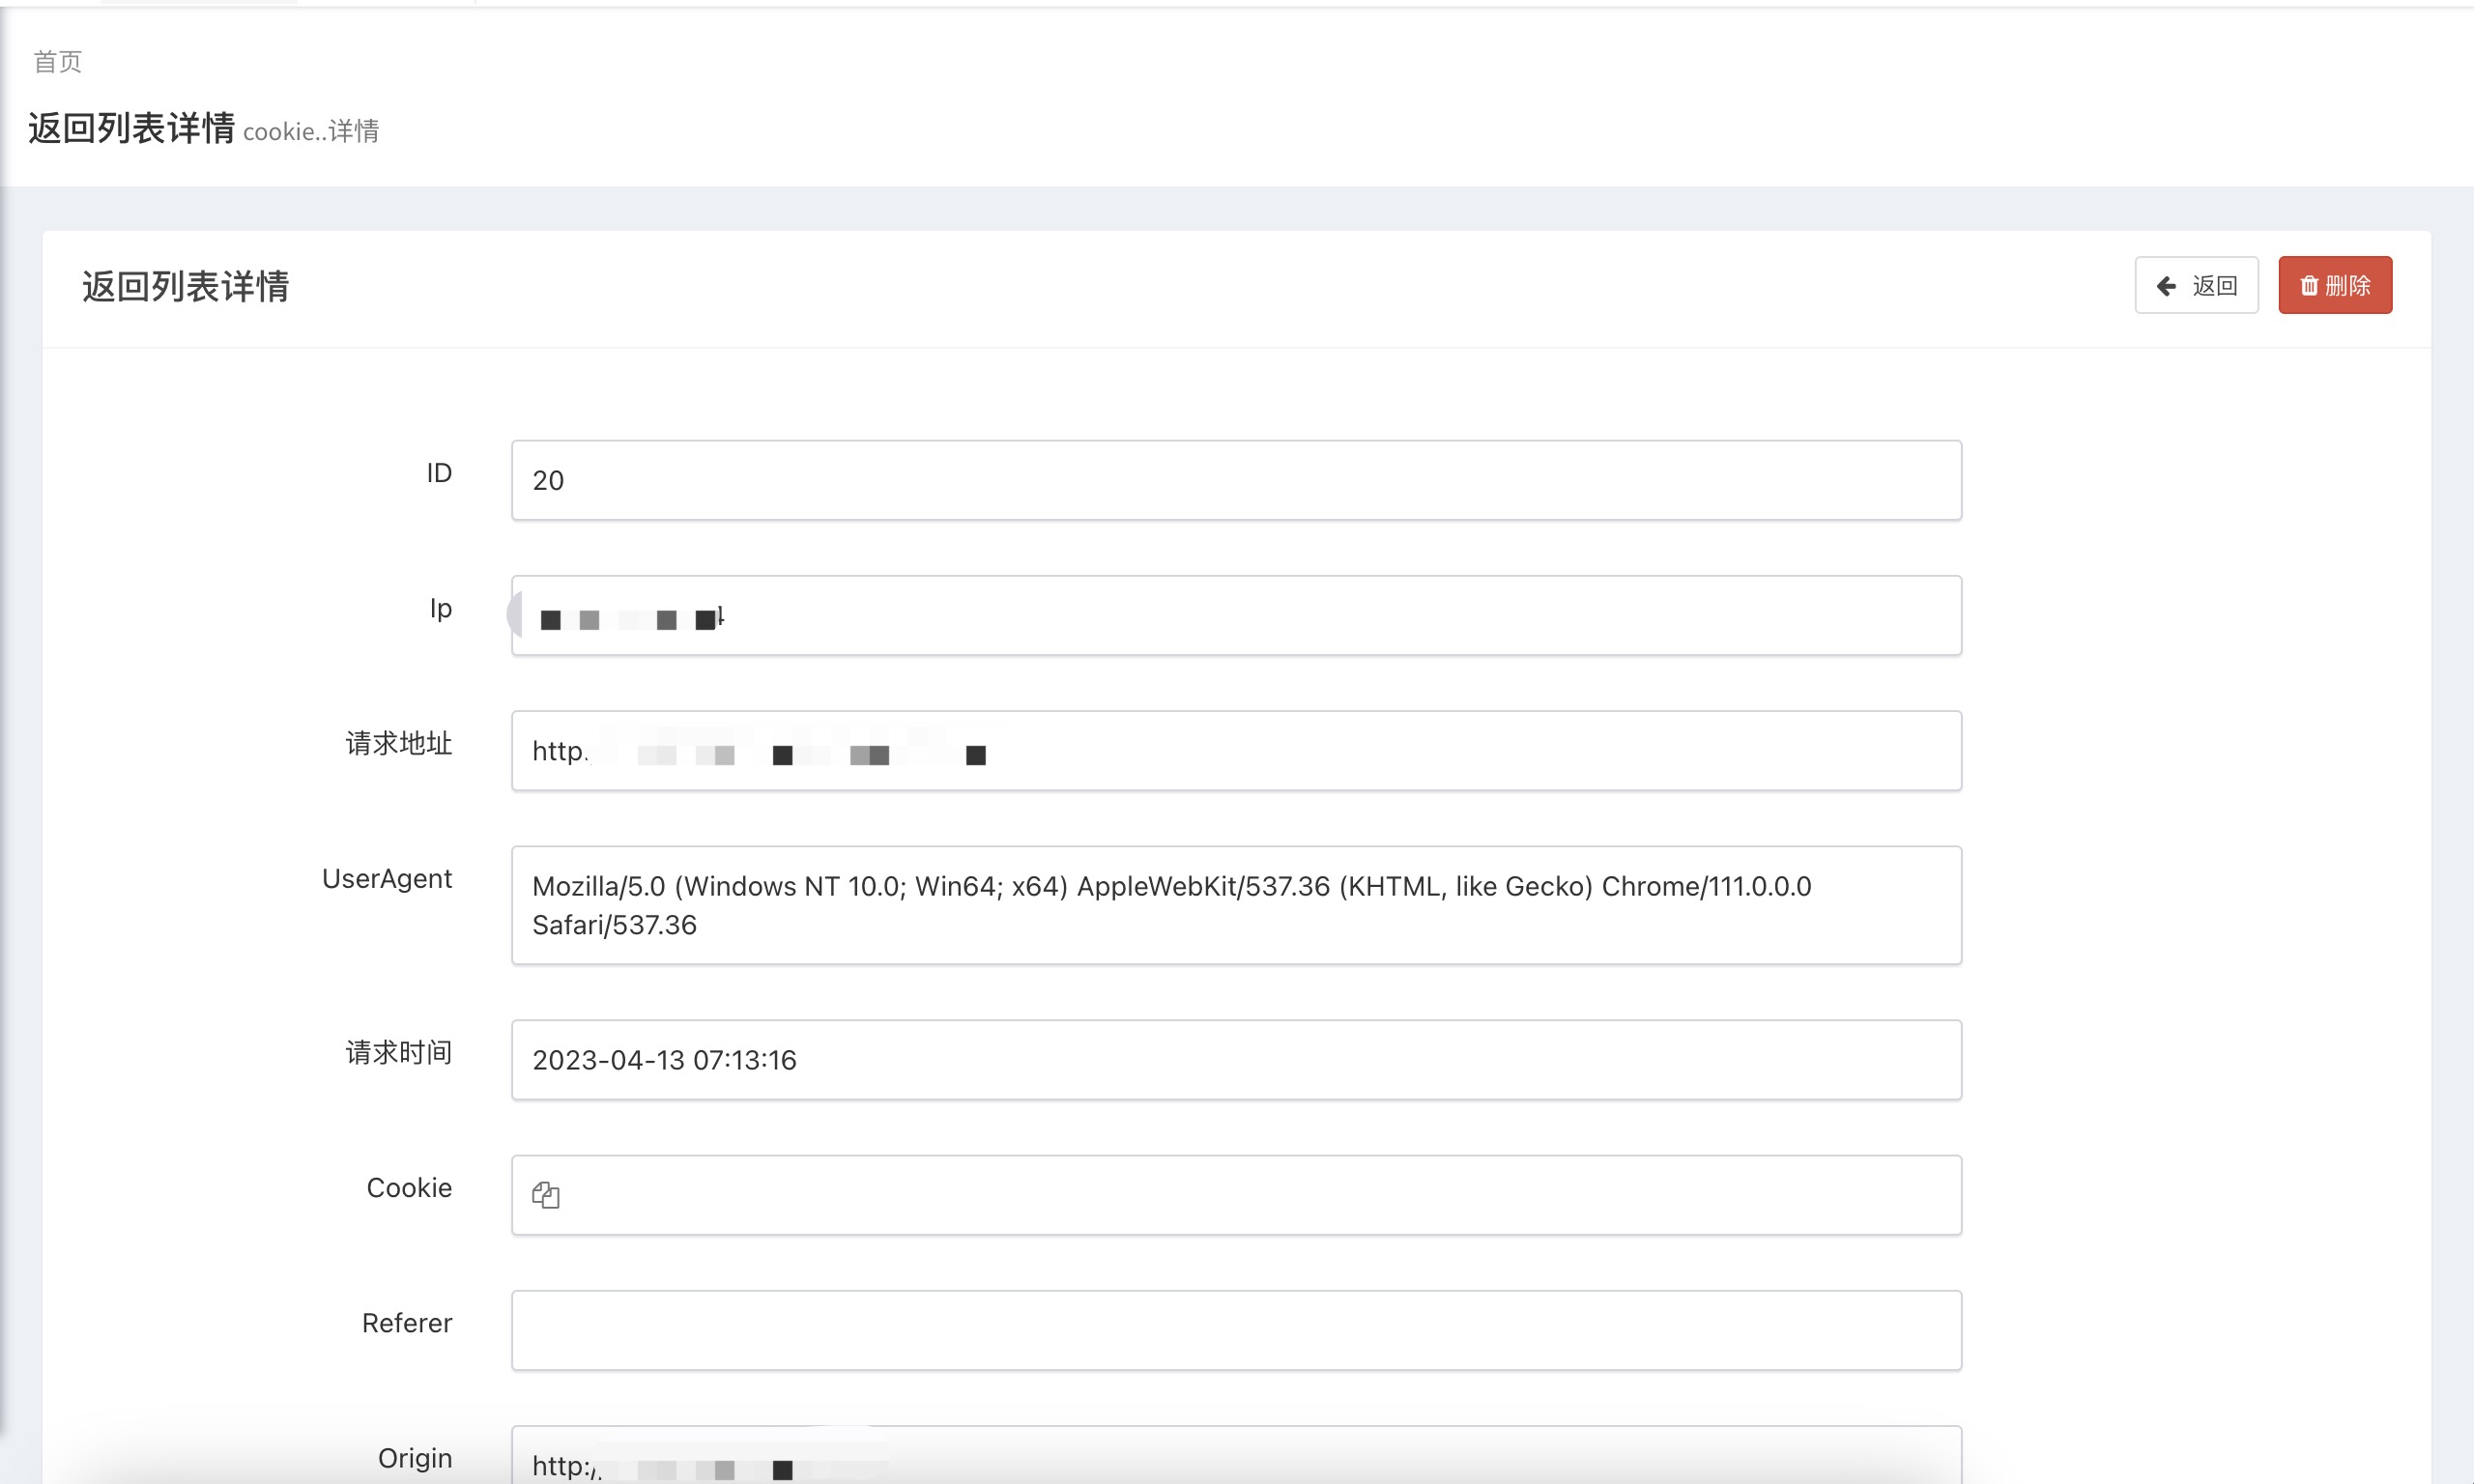 首页
返回列表详情 cookie..详情
返回列表详情
返回
删除
ID
20
Ip
请求地址
http
UserAgent
Mozilla/5.0 (Windows NT 10.0; Win64; x64) AppleWebKit/537.36 (KHTML, like Gecko) Chrome/111.0.0.0
Safari/537.36
请求时间
2023-04-13 07:13:16
Cookie
Referer
Origin
http:/